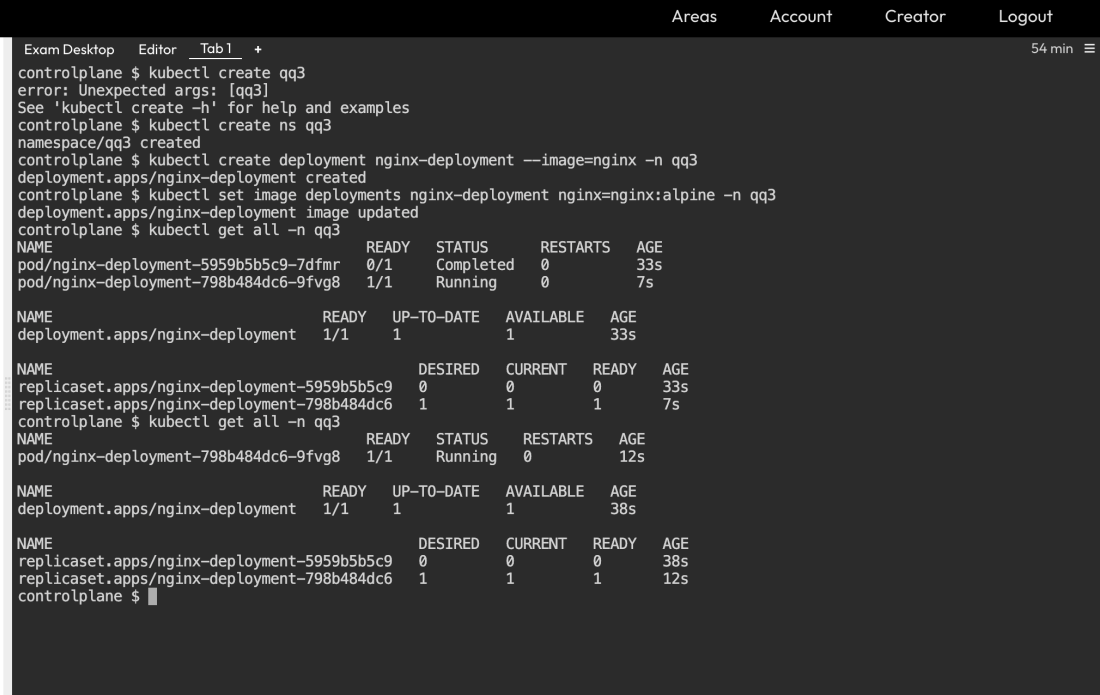 Areas Account Creator Logout
Exam Desktop Editor Tab 1 + 54 min ≡
controlplane $ kubectl create qq3
error: Unexpected args: [qq3]
See 'kubectl create -h' for help and examples
controlplane $ kubectl create ns qq3
namespace/qq3 created
controlplane $ kubectl create deployment nginx-deployment --image=nginx -n qq3
deployment.apps/nginx-deployment created
controlplane $ kubectl set image deployments nginx-deployment nginx=nginx:alpine -n qq3
deployment.apps/nginx-deployment image updated
controlplane $ kubectl get all -n qq3
NAME READY STATUS RESTARTS AGE
pod/nginx-deployment-5959b5b5c9-7dfmr 0/1 Completed 0 33s
pod/nginx-deployment-798b484dc6-9fvg8 1/1 Running 0 7s
NAME READY UP-TO-DATE AVAILABLE AGE
deployment.apps/nginx-deployment 1/1 1 1 33s
NAME DESIRED CURRENT READY AGE
replicaset.apps/nginx-deployment-5959b5b5c9 0 0 0 33s
replicaset.apps/nginx-deployment-798b484dc6 1 1 1 7s
controlplane $ kubectl get all -n qq3
NAME READY STATUS RESTARTS AGE
pod/nginx-deployment-798b484dc6-9fvg8 1/1 Running 0 12s
NAME READY UP-TO-DATE AVAILABLE AGE
deployment.apps/nginx-deployment 1/1 1 1 38s
NAME DESIRED CURRENT READY AGE
replicaset.apps/nginx-deployment-5959b5b5c9 0 0 0 38s
replicaset.apps/nginx-deployment-798b484dc6 1 1 1 12s
controlplane $